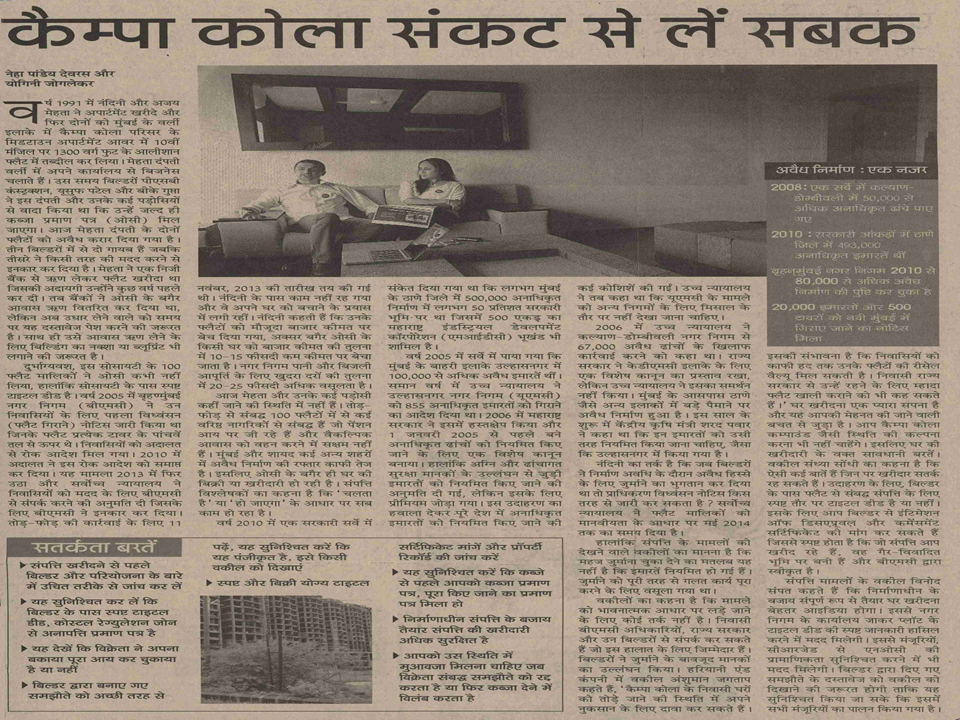 कैम्पा कोला संकट से लें सबक
नेहा पांडेय देवरस और
योगिनी जोगलेकर
वर्ष 1991 में नंदिनी और अजय
मेहता ने अपार्टमेंट खरीदे और
फिर दोनों को मुंबई के वर्ली
इलाके में कैम्पा कोला परिसर के
मिडटाउन अपार्टमेंट आवर में 10वीं
मंजिल पर 1300 वर्ग फुट के आलीशान
फ्लैट में तब्दील कर लिया। मेहता दंपती
वर्ली में अपने कार्यालय से बिजनेस
चलाते हैं। उस समय बिल्डरों पीएसबी
कंस्ट्रक्शन, यूसुफ पटेल और बीके गुप्ता
ने इस दंपती और उनके कई पड़ोसियों
से वादा किया था कि उन्हें जल्द ही
कब्जा प्रमाण पत्र (ओसी) मिल
जाएगा। आज मेहता दंपती के दोनों
फ्लैटों को अवैध करार दिया गया है।
तीन बिल्डरों में से दो गायब हैं जबकि
तीसरे ने किसी तरह की मदद करने से
इनकार कर दिया है। मेहता ने एक निजी
बैंक से ऋण लेकर फ्लैट खरीदा था
जिसकी अदायगी उन्होंने कुछ वर्ष पहले
कर दी। तब बैंकों ने ओसी के बगैर
आवास ऋण वितरित कर दिया था,
लेकिन अब उधार लेने वाले को समय
पर यह दस्तावेज पेश करने की जरूरत
है। साथ ही उसे आवास ऋण लेने के
लिए बिल्डिंग का नक्शा या ब्लूप्रिंट भी
लगाने की जरूरत है।
दुर्भाग्यवश, इस सोसायटी के 100
फ्लैट मालिकों ने ओसी कभी नहीं
लिया, हालांकि सोसायटी के पास स्पष्ट
टाइटल डीड है। वर्ष 2005 में वृहन्मुंबई
नगर निगम (बीएमसी) ने उन
निवासियों के लिए पहला विध्वंसर
(फ्लैट गिराने) नोटिस जारी किया था
जिनके फ्लैट प्रत्येक टावर के पांचवें
तल से ऊपर थे। निवासियों को अदालत
से रोक आदेश मिल गया। 2010 में
अदालत ने इस रोक आदेश को समाप्त
कर दिया। यह मामला 2013 में फिर
उठा और सर्वोच्च न्यायालय ने
निवासियों को मदद के लिए बीएमसी
से संपर्क करने की अनुमति दी जिसके
लिए बीएमसी ने इनकार कर दिया।
तोड़-फोड़ की कार्रवाई के लिए 11
नवंबर, 2013 की तारीख तय की गई
थी। नंदिनी के पास काम नहीं रह गया
और वे अपने घर को बचाने के प्रयास
में लगी रहीं। नंदिनी कहती हैं कि उनके
फ्लैटों को मौजूदा बाजार कीमत पर
बेच दिया गया, अक्सर बगैर ओसी के
किसी घर को बाजार कीमत की तुलना
में 10-15 फीसदी कम कीमत पर बेचा
जाता है। नगर निगम पानी और बिजली
आपूर्ति के लिए खुदरा दरों की तुलना
में 20-25 फीसदी अधिक वसूलता है।
आज मेहता और उनके कई पड़ोसी
कहीं जाने की स्थिति में नहीं हैं। तोड़-
फोड़ से संबद्ध 100 फ्लैटों में से कई
वरिष्ठ नागरिकों से संबद्ध हैं जो पेंशन
आय पर जी रहे हैं और वैकल्पिक
आवास को वहन करने में सक्षम नहीं
हैं। मुंबई और शायद कई अन्य शहरों
में अवैध निर्माण की रफ्तार काफी तेज
है। इसलिए ओसी के बगैर ही घर की
बिक्री या खरीदारी हो रही है। संपत्ति
विश्लेषकों का कहना है कि 'चलता
है' या 'हो जाएगा' के आधार पर सब
काम हो रहा है।
वर्ष 2010 में एक सरकारी सर्वे में
संकेत दिया गया था कि लगभग मुंबई
के ठाणे जिले में 500,000 अनाधिकृत
निर्माण में लगभग 50 प्रतिशत सरकारी
भूमि पर था जिसमें 500 एकड़ का
महाराष्ट्र इंडस्ट्रियल डेवलपमेंट
कॉरपोरेशन (एमआईडीसी) भूखंड भी
शामिल है।
वर्ष 2005 में सर्वे में पाया गया कि
मुंबई के बाहरी इलाके उल्हासनगर में
100,000 से अधिक अवैध इमारतें थीं।
समान वर्ष में उच्च न्यायालय ने
उल्हासनगर नगर निगम (यूएमसी)
को 855 अनाधिकृत इमारतों को गिराने
का आदेश दिया था। 2006 में महाराष्ट्र
सरकार ने इसमें हस्तक्षेप किया और
1 जनवरी 2005 से पहले बने
अनाधिकृत ढांचों को नियमित किए
जाने के लिए एक विशेष कानून
बनाया। हालांकि अग्नि और ढांचागत
सुरक्षा मानकों के उल्लंघन से जुड़ी
इमारतों को नियमित किए जाने की
अनुमति दी गई, लेकिन इसके लिए
प्रीमियम जोड़ा गया। इस उदाहरण का
हवाला देकर पूरे देश में अनाधिकृत
इमारतों को नियमित किए जाने की
कई कोशिशें की गईं। उच्च न्यायालय
ने तब कहा था कि यूएमसी के मामले
को अन्य निगमों के लिए मिसाल के
तौर पर नहीं देखा जाना चाहिए।
2006 में उच्च न्यायालय ने
कल्याण-डोम्बीवली नगर निगम से
67,000 अवैध ढांचों के खिलाफ
कार्रवाई करने को कहा था। राज्य
सरकार ने केडीएमसी इलाके के लिए
एक विशेष कानून का प्रस्ताव रखा,
लेकिन उच्च न्यायालय ने इसका समर्थन
नहीं किया। मुंबई के आसपास ठाणे
जैसे अन्य इलाकों में बड़े पैमाने पर
अवैध निर्माण हुआ है। इस साल के
शुरू में केंद्रीय कृषि मंत्री शरद पवार
ने कहा था कि इन इमारतों को उसी
तरह नियमित किया जाना चाहिए, जैसा
कि उल्हासनगर में किया गया।
नंदिनी का तर्क है कि जब बिल्डरों
ने निर्माण अवधि के दौरान अवैध हिस्से
के लिए जुर्माने का भुगतान कर दिया
था तो प्राधिकरण विध्वंसन नोटिस किस
तरह से जारी कर सकता है? सर्वोच्च
न्यायालय ने फ्लैट मालिकों को
मानवीयता के आधार पर मई 2014
तक का समय दिया है।
हालांकि संपत्ति के मामलों को
देखने वाले वकीलों का मानना है कि
महज जुर्माना चुका देने का मतलब यह
नहीं है कि इमारतें नियमित हो गई हैं।
जुर्माने को पूरी तरह से गलत कार्य पूरा
करने के लिए वसूला गया था।
वकीलों का कहना है कि मामले
को भावनात्मक आधार पर लड़े जाने
के लिए कोई तर्क नहीं है। निवासी
बीएमसी अधिकारियों, राज्य सरकार
और उन बिल्डरों से संपर्क कर सकते
हैं जो इस हालात के लिए जिम्मेदार हैं।
बिल्डरों ने जुर्माने के बावजूद मानकों
का उल्लंघन किया। हरियाणी एंड
कंपनी में वकील अंशुमान जगताप
कहते हैं, 'कैम्पा कोला के निवासी घरों
को तोड़े जाने की स्थिति में अपने
नुकसान के लिए दावा कर सकते हैं।
अवैध निर्माण : एक नजर
2008: एक सर्वे में कल्याण-
डोम्बीवली में 50,000 से
अधिक अनाधिकृत ढांचे पाए
गए
2010 : सरकारी आंकड़ों में ठाणे
जिले में 493,000
अनाधिकृत इमारतें थीं
वृहन्मुंबई नगर निगम 2010 से
80,000 से अधिक अवैध
निर्माण की पुष्टि कर चुका है
20,000 इमारतों और 500
टावरों को नवी मुंबई में
गिराए जाने का नोटिस
मिला
इसकी संभावना है कि निवासियों को
काफी हद तक उनके फ्लैटों की रीसेल
वैल्यू मिल सकती है। निवासी राज्य
सरकार से उन्हें रहने के लिए म्हाडा
फ्लैट खाली कराने को भी कह सकते
हैं।' घर खरीदना एक प्यारा सपना है
और यह आपकी मेहनत की जाने वाली
बचत से जुड़ा है। आप कैम्पा कोला
कम्पाउंड जैसी स्थिति की कल्पना
करना भी नहीं चाहेंगे। इसलिए घर की
खरीदारी के वक्त सावधानी बरतें।
वकील संध्या सोंधी का कहना है कि
ऐसी कई बातें हैं जिन पर खरीदार सतर्क
रह सकते हैं। उदाहरण के लिए, बिल्डर
के पास फ्लैट से संबद्ध संपत्ति के लिए
स्पष्ट तौर पर टाइटल डीड है या नहीं।
इसके लिए आप बिल्डर से इंटिमेशन
ऑफ डिसएप्रूवल और कमेंसमेंट
सर्टिफिकेट की मांग कर सकते हैं
जिससे स्पष्ट होता है कि जो संपत्ति आप
खरीद रहे हैं, वह गैर-विवादित
भूमि पर बनी है और बीएमसी द्वारा
स्वीकृत है।
संपत्ति मामलों के वकील विनोद
संपत कहते हैं कि निर्माणाधीन के
बजाय संपूर्ण रूप से तैयार घर खरीदना
बेहतर आइडिया होगा। इससे नगर
निगम के कार्यालय जाकर प्लॉट के
टाइटल डीड की स्पष्ट जानकारी हासिल
करने में मदद मिलेगी। इससे मंजूरियों,
सीआरजेड से एनओसी की
प्रामाणिकता सुनिश्चित करने में भी
मदद मिलेगी। बिल्डर द्वारा दिए गए
समझौते के दस्तावेज को वकील को
दिखाने की जरूरत होगी ताकि यह
सुनिश्चित किया जा सके कि इसमें
सभी मंजूरियों का पालन किया गया है।
सतर्कता बरतें
▶ संपत्ति खरीदने से पहले
बिल्डर और परियोजना के बारे
में उचित तरीके से जांच कर लें
▶ यह सुनिश्चित कर लें कि
बिल्डर के पास स्पष्ट टाइटल
डीड, कोस्टल रेग्युलेशन जोन
से अनापत्ति प्रमाण पत्र है
▶ यह देखें कि विक्रेता ने अपना
बकाया पूरा आय कर चुकाया
है या नहीं
▶ बिल्डर द्वारा बनाए गए
समझौते को अच्छी तरह से
पढ़ें, यह सुनिश्चित करें कि
यह पंजीकृत है, इसे किसी
वकील को दिखाएं
▶ स्पष्ट और बिक्री योग्य टाइटल
सर्टिफिकेट मांगें और प्रॉपर्टी
रिकॉर्ड की जांच करें
▶ यह सुनिश्चित करें कि कब्जे
से पहले आपको कब्जा प्रमाण
पत्र, पूरा किए जाने का प्रमाण
पत्र मिला हो
▶ निर्माणाधीन संपत्ति के बजाय
तैयार संपत्ति की खरीदारी
अधिक सुरक्षित है
▶ आपको उस स्थिति में
मुआवजा मिलना चाहिए जब
विक्रेता संबद्ध समझौते को रद्द
करता है या फिर कब्जा देने में
विलंब करता है